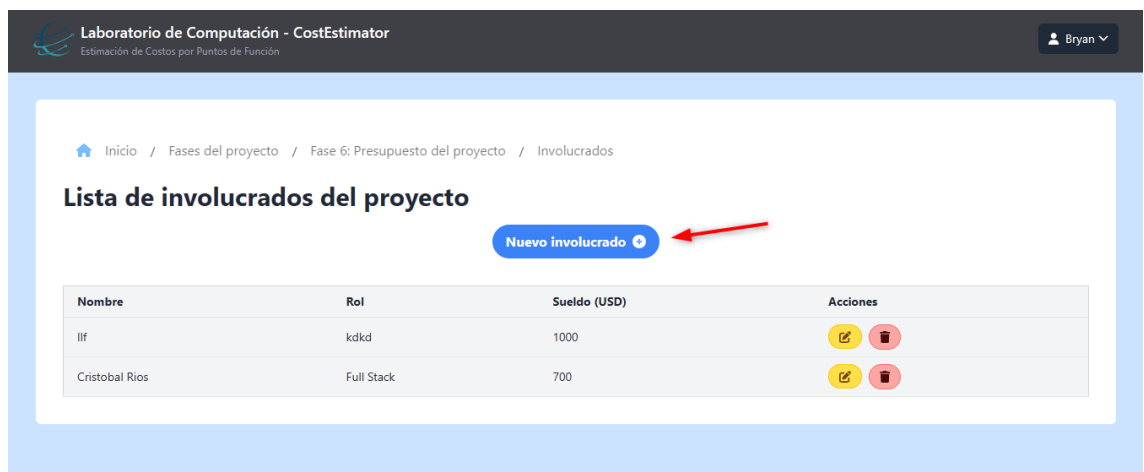 Laboratorio de Computación - CostEstimator
Estimación de Costos por Puntos de Función
Bryan
Inicio / Fases del proyecto / Fase 6: Presupuesto del proyecto / Involucrados
Lista de involucrados del proyecto
Nuevo involucrado
Nombre Rol Sueldo (USD) Acciones
llf kdkd 1000
Cristobal Rios Full Stack 700